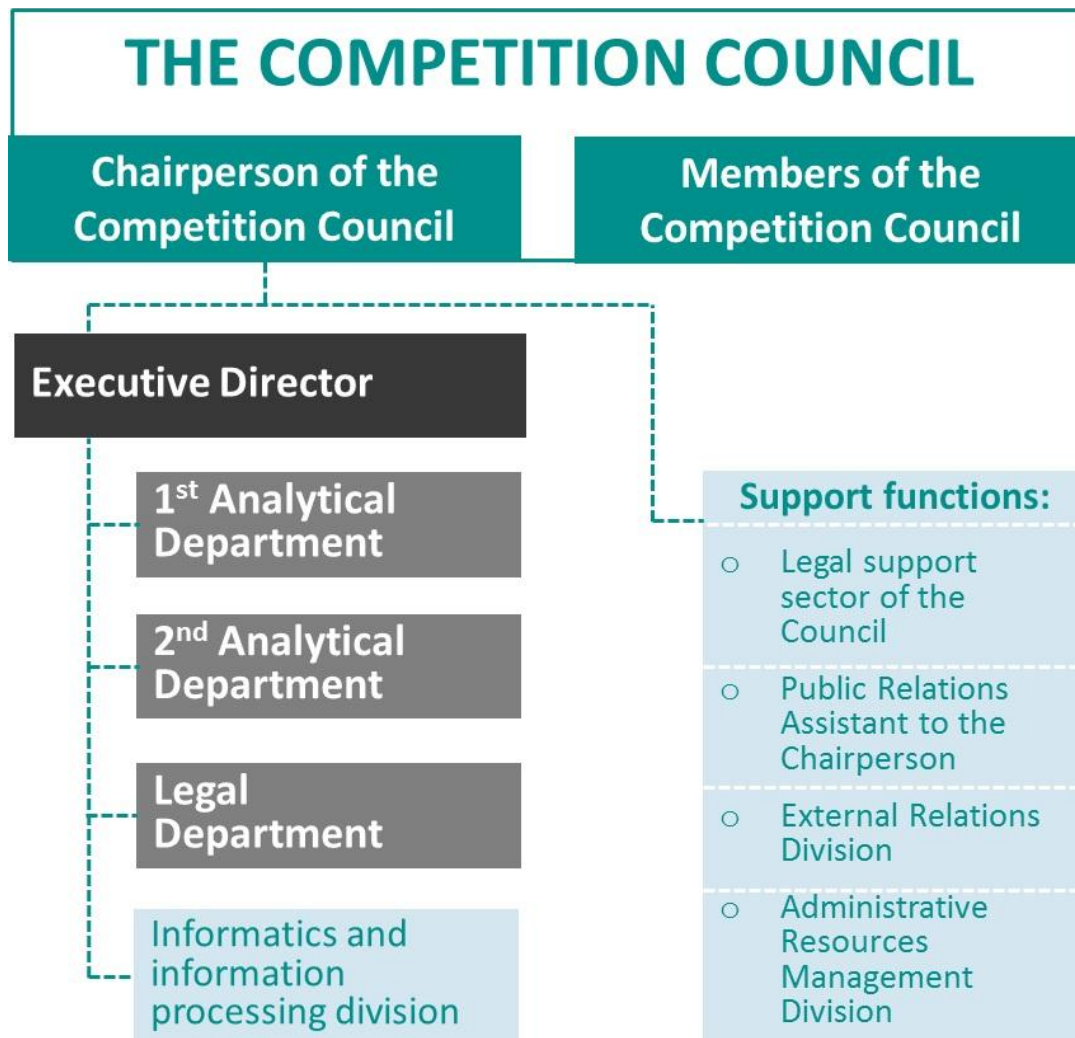 THE COMPETITION COUNCIL
Chairperson of the
Competition Council
Members of the
Competition Council
Executive Director
1st Analytical
Department
2nd Analytical
Department
Legal
Department
Informatics and
information
processing division
Support functions:
o Legal support
sector of the
Council
o Public Relations
Assistant to the
Chairperson
o External Relations
Division
o Administrative
Resources
Management
Division